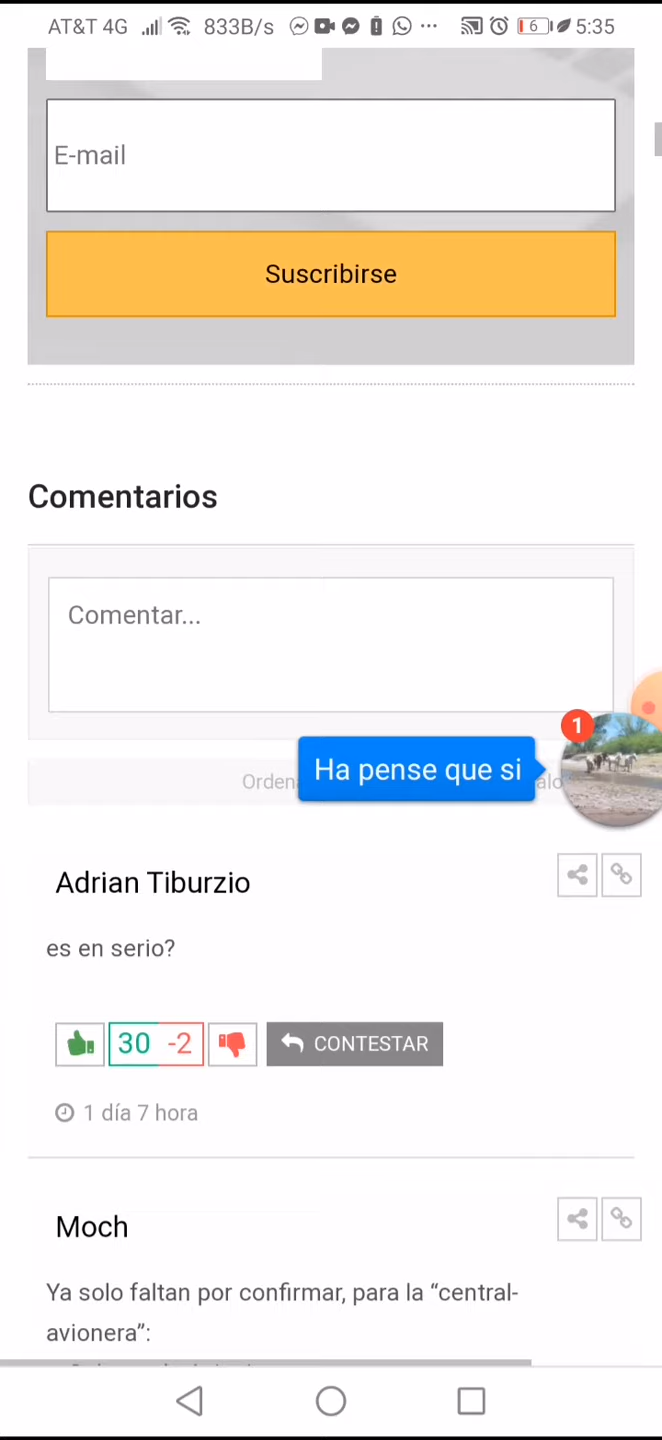 AT&T 4G 833B/s 6 5:35
E-mail
Suscribirse
Comentarios
Comentar...
1
Ha pense que si
Adrian Tiburzio
es en serio?
30 -2 CONTESTAR
1 día 7 hora
Moch
Ya solo faltan por confirmar, para la “central-
avionera”: